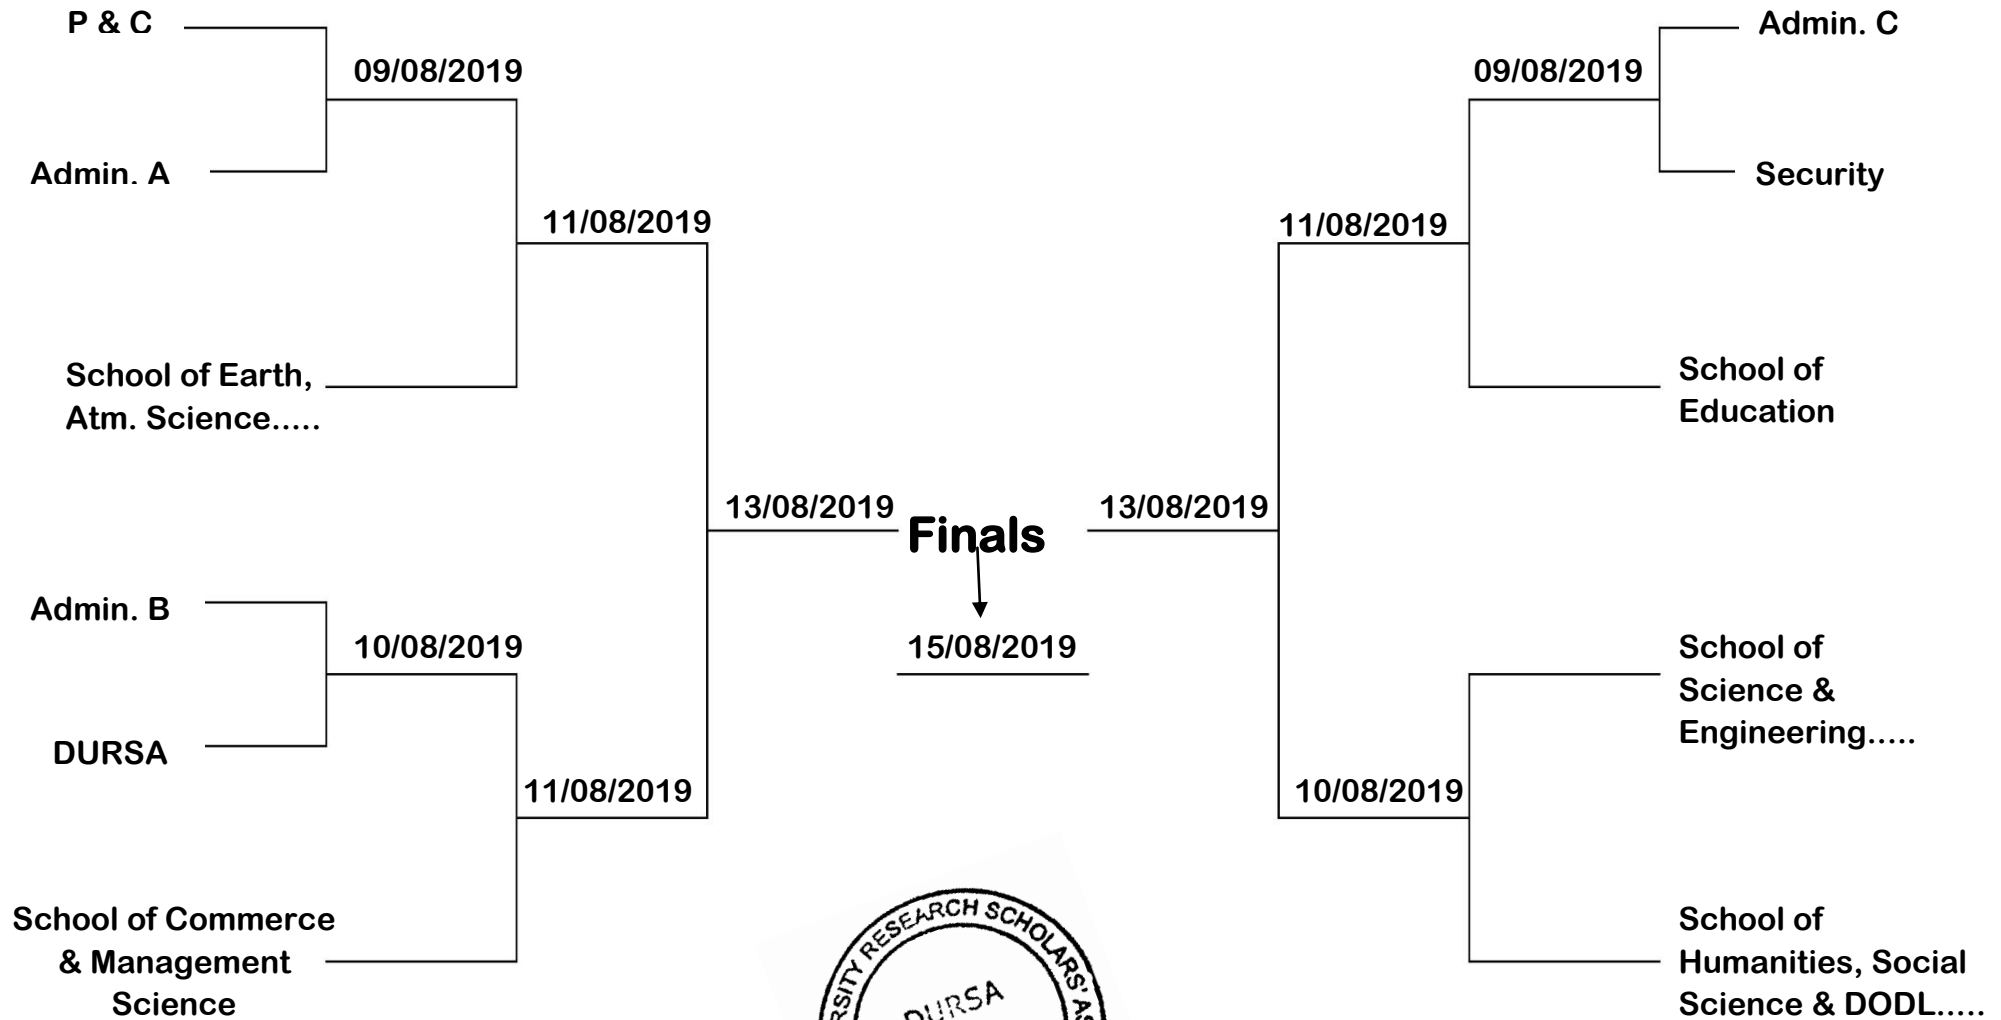 P & C
Admin. C
09/08/2019
09/08/2019
Admin. A
Security
11/08/2019
11/08/2019
School of Earth,
Atm. Science.....
School of
Education
13/08/2019
Finals
13/08/2019
Admin. B
10/08/2019
15/08/2019
School of
Science &
Engineering.....
DURSA
11/08/2019
10/08/2019
School of Commerce
& Management
Science
School of
Humanities, Social
Science & DODL.....
RESEARCH SCHOLARS'
DURSA